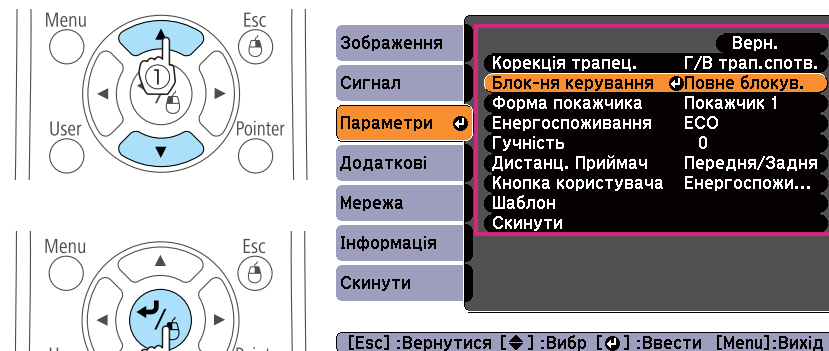 Menu
Esc
①
User
Pointer
Menu
Esc
Зображення
Сигнал
Параметри
Додаткові
Мережа
Інформація
Скинути
Верн.
Корекція трапец. Г/В трап.спотв.
Блок-ня керування Повне блокув.
Форма покажчика Покажчик 1
Енергоспоживання ECO
Гучність 0
Дистанц. Приймач Передня/Задня
Кнопка користувача Енергоспожи...
Шаблон
Скинути
[Esc] :Вернутися [◆] :Вибр [⏎] :Ввести [Menu]:Вихід